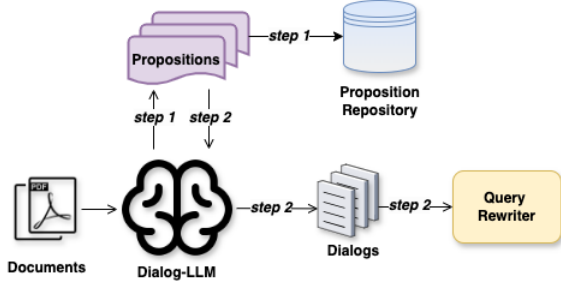 Propositions
step 1
Proposition
Repository
step 1
step 2
PDF
Documents
Dialog-LLM
step 2
Dialogs
step 2
Query
Rewriter